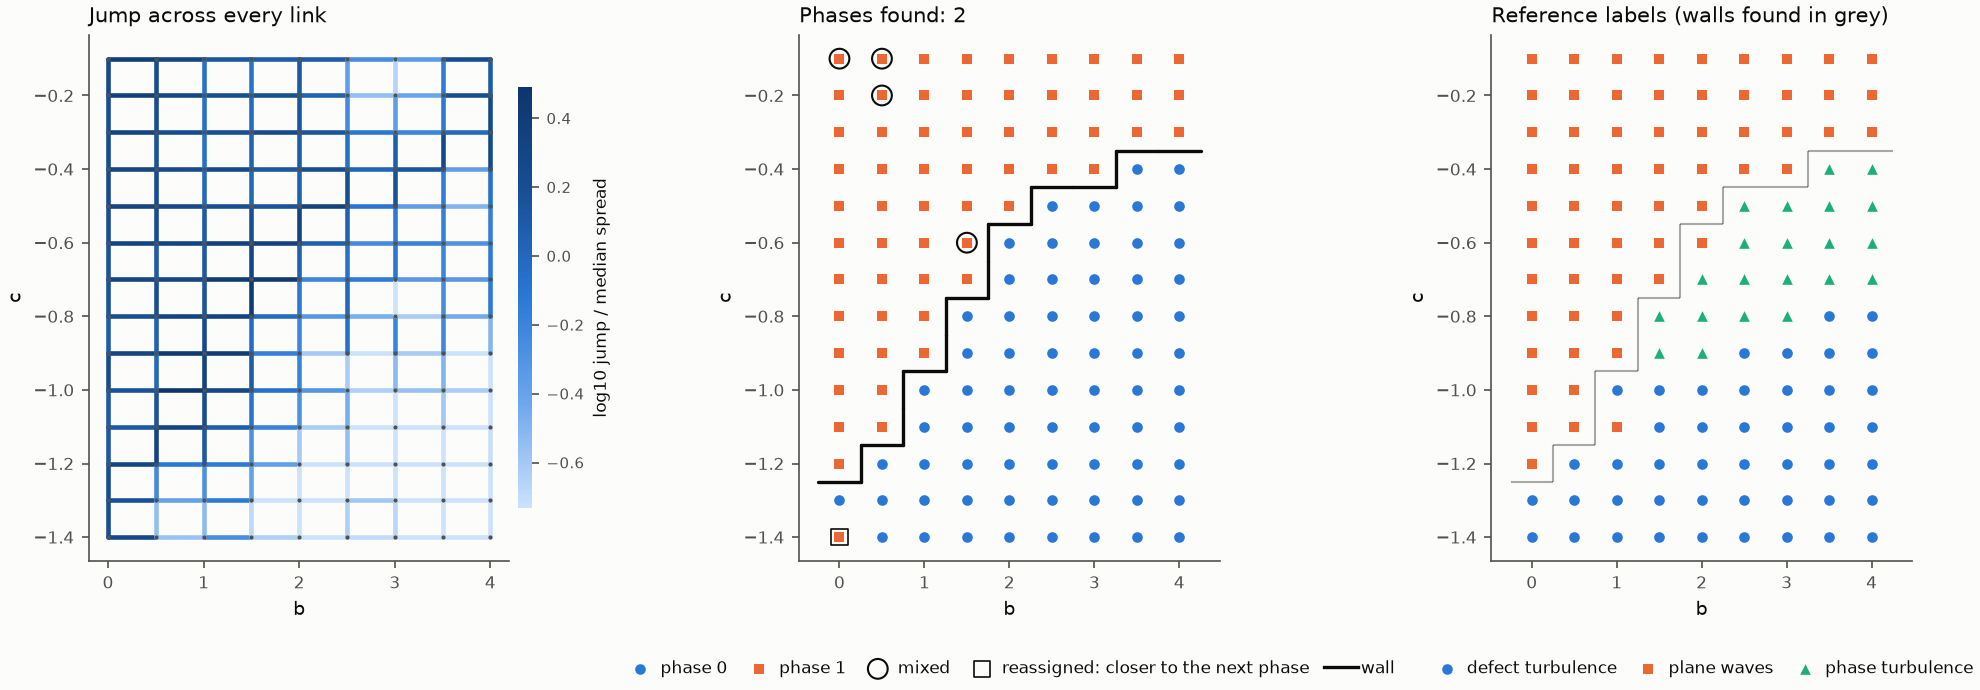 Jump across every link
−0.2
−0.4
−0.6
−0.8
−1.0
−1.2
−1.4
c
0
1
2
3
4
b
0.4
0.2
0.0
−0.2
−0.4
−0.6
log10 jump / median spread
Phases found: 2
−0.2
−0.4
−0.6
−0.8
−1.0
−1.2
−1.4
c
0
1
2
3
4
b
phase 0
phase 1
mixed
reassigned: closer to the next phase
wall
Reference labels (walls found in grey)
−0.2
−0.4
−0.6
−0.8
−1.0
−1.2
−1.4
c
0
1
2
3
4
b
defect turbulence
plane waves
phase turbulence